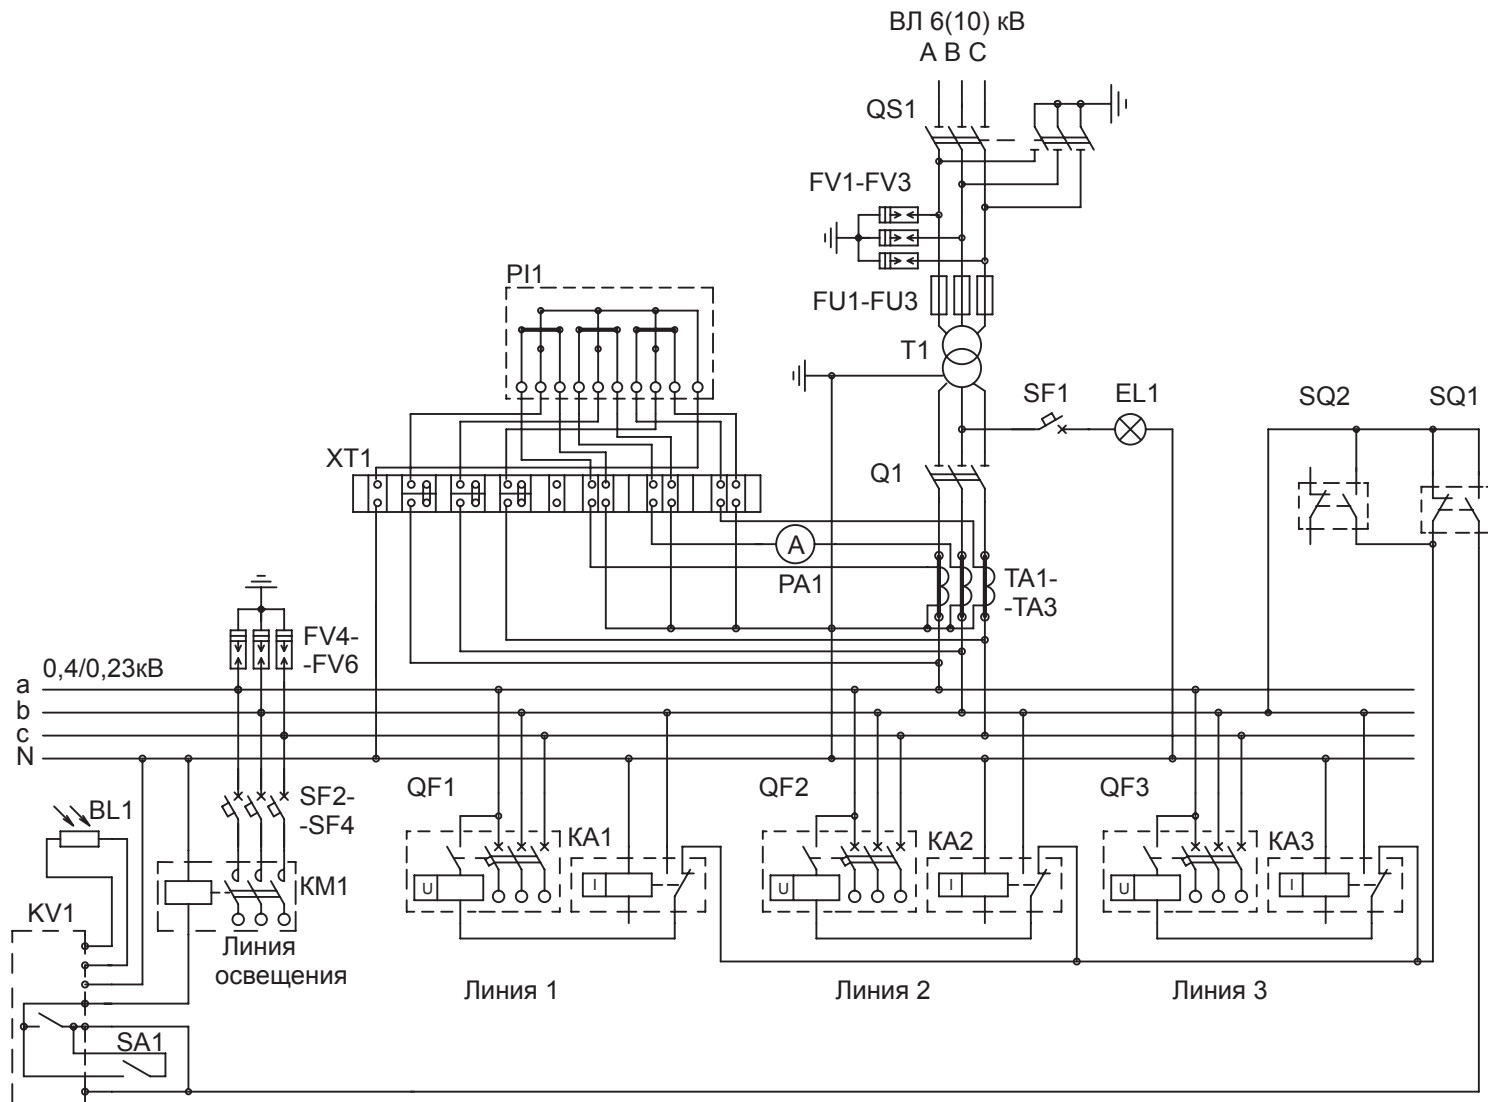 ВЛ 6(10) кВ
A B C
QS1
FV1-FV3
PI1
FU1-FU3
T1
SF1
EL1
SQ2
SQ1
XT1
Q1
A
PA1
TA1-
-TA3
FV4-
-FV6
0,4/0,23кВ
a
b
c
N
QF1
QF2
QF3
SF2-
-SF4
BL1
KA1
KA2
KA3
KM1
U
I
U
I
U
I
KV1
Линия
освещения
Линия 1
Линия 2
Линия 3
SA1